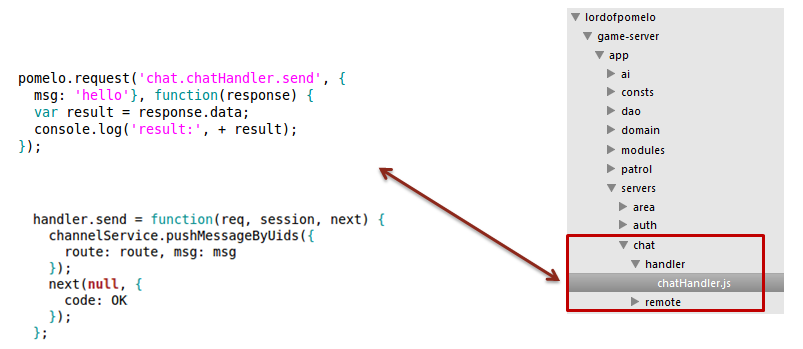 pomelo.request('chat.chatHandler.send', {
  msg: 'hello'}, function(response) {
  var result = response.data;
  console.log('result:', + result);
});
handler.send = function(req, session, next) {
  channelService.pushMessageByUids({
    route: route, msg: msg
  });
  next(null, {
    code: OK
  });
};
lordofpomelo
game-server
app
ai
consts
dao
domain
modules
patrol
servers
area
auth
chat
handler
chatHandler.js
remote